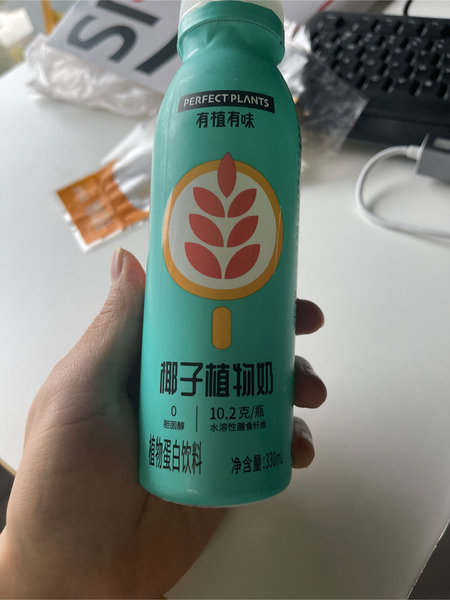 PERFECT PLANTS
有植有味
椰子植物奶
0
胆固醇
10.2克/瓶
水溶性膳食纤维
植物蛋白饮料
净含量:330mL